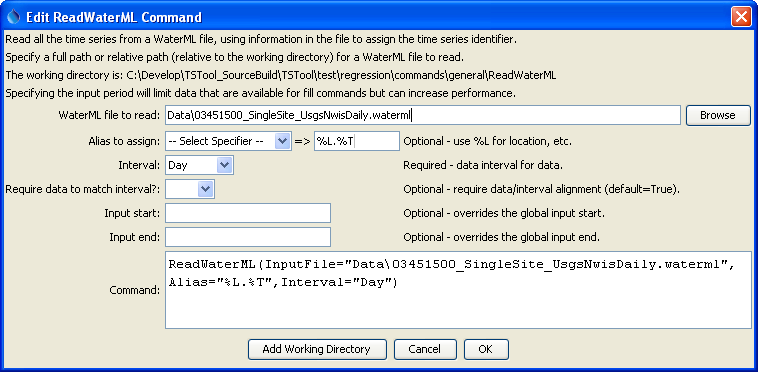 Edit ReadWaterML Command
Read all the time series from a WaterML file, using information in the file to assign the time series identifier.
Specify a full path or relative path (relative to the working directory) for a WaterML file to read.
The working directory is: C:\Develop\TSTool_SourceBuild\TSTool\test\regression\commands\general\ReadWaterML
Specifying the input period will limit data that are available for fill commands but can increase performance.
WaterML file to read: Data\03451500_SingleSite_UsgsNwisDaily.waterml Browse
Alias to assign: -- Select Specifier -- => %L.%T Optional - use %L for location, etc.
Interval: Day Required - data interval for data.
Require data to match interval?: Optional - require data/interval alignment (default=True).
Input start: Optional - overrides the global input start.
Input end: Optional - overrides the global input end.
Command: ReadWaterML(InputFile="Data\03451500_SingleSite_UsgsNwisDaily.waterml",
Alias="%L.%T",Interval="Day")
Add Working Directory Cancel OK